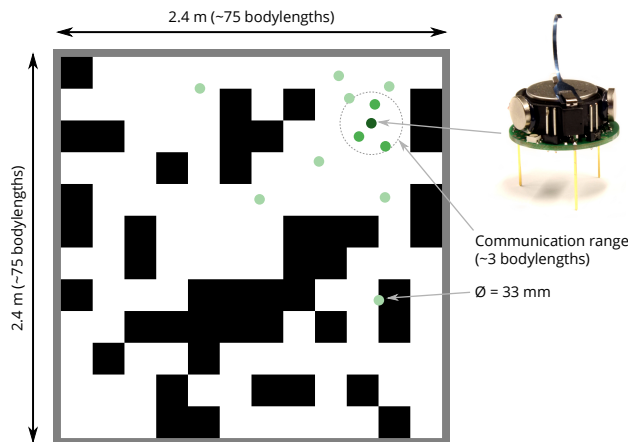 2.4 m (~75 bodylengths)
2.4 m (~75 bodylengths)
Communication range
(~3 bodylengths)
Ø = 33 mm